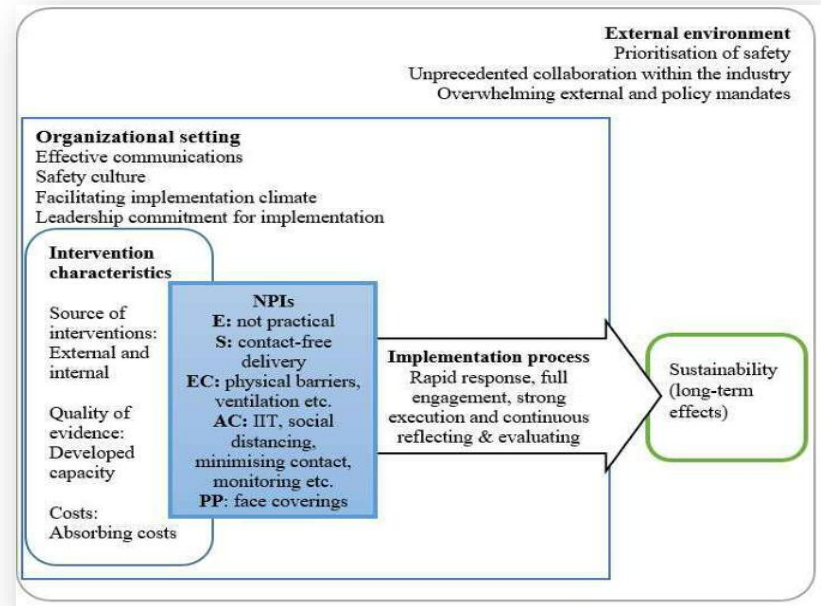 External environment
Prioritisation of safety
Unprecedented collaboration within the industry
Overwhelming external and policy mandates
Organizational setting
Effective communications
Safety culture
Facilitating implementation climate
Leadership commitment for implementation
Intervention
characteristics
Source of
interventions:
External and
internal
Quality of
evidence:
Developed
capacity
Costs:
Absorbing costs
NPIs
E: not practical
S: contact-free
delivery
EC: physical barriers,
ventilation etc.
AC: IIT, social
distancing,
minimising contact,
monitoring etc.
PP: face coverings
Implementation process
Rapid response, full
engagement, strong
execution and continuous
reflecting & evaluating
Sustainability
(long-term
effects)